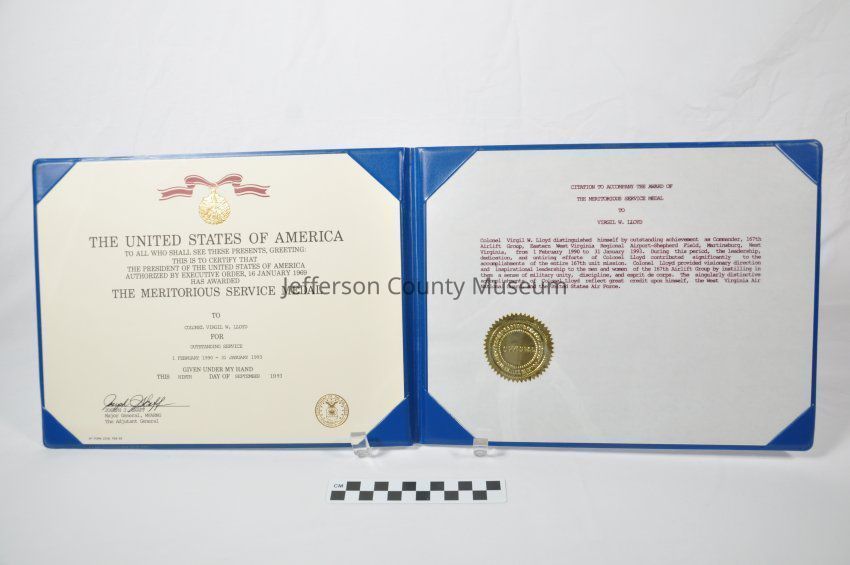 THE UNITED STATES OF AMERICA
TO ALL WHO SHALL SEE THESE PRESENTS, GREETING:
THIS IS TO CERTIFY THAT
THE PRESIDENT OF THE UNITED STATES OF AMERICA
AUTHORIZED BY EXECUTIVE ORDER, 16 JANUARY 1969
HAS AWARDED
THE MERITORIOUS SERVICE MEDAL
TO
COLONEL VIRGIL W. LLOYD
FOR
OUTSTANDING SERVICE
1 FEBRUARY 1990 - 31 JANUARY 1993
GIVEN UNDER MY HAND
THIS NINTH DAY OF SEPTEMBER 1993
Major General, WVARNG
The Adjutant General
CITATION TO ACCOMPANY THE AWARD OF
THE MERITORIOUS SERVICE MEDAL
TO
VIRGIL W. LLOYD
Colonel Virgil W. Lloyd distinguished himself by outstanding achievement as Commander, 167th
Airlift Group, Eastern West Virginia Regional Airport-Shepherd Field, Martinsburg, West
Virginia, from 1 February 1990 to 31 January 1993. During this period, the leadership,
dedication, and untiring efforts of Colonel Lloyd contributed significantly to the
accomplishments of the entire 167th unit mission. Colonel Lloyd provided visionary direction
and inspirational leadership to the men and women of the 167th Airlift Group by instilling in
them a sense of military unity, discipline, and esprit de corps. The singularly distinctive
accomplishments of Colonel Lloyd reflect great credit upon himself, the West Virginia Air
National Guard and the United States Air Force.
Jefferson County Museum
CM